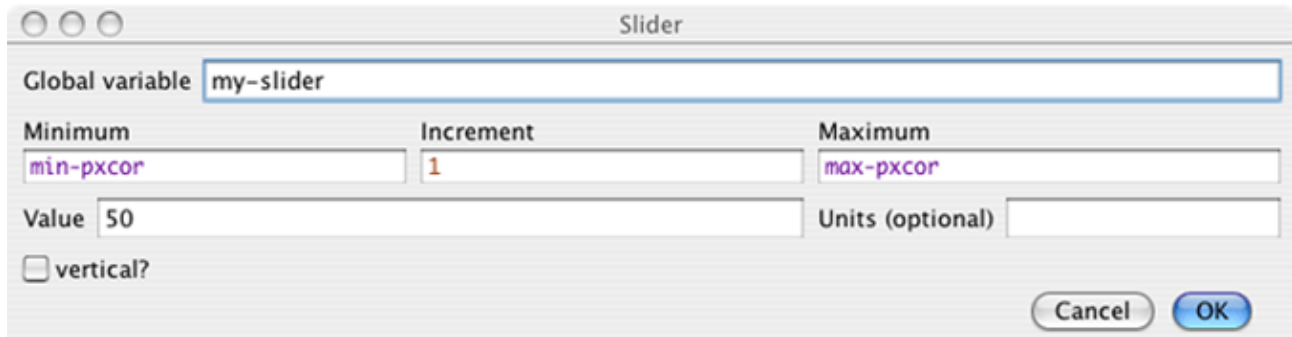 Slider
Global variable my-slider
Minimum Increment Maximum
min-pxcor 1 max-pxcor
Value 50 Units (optional)
vertical?
Cancel OK